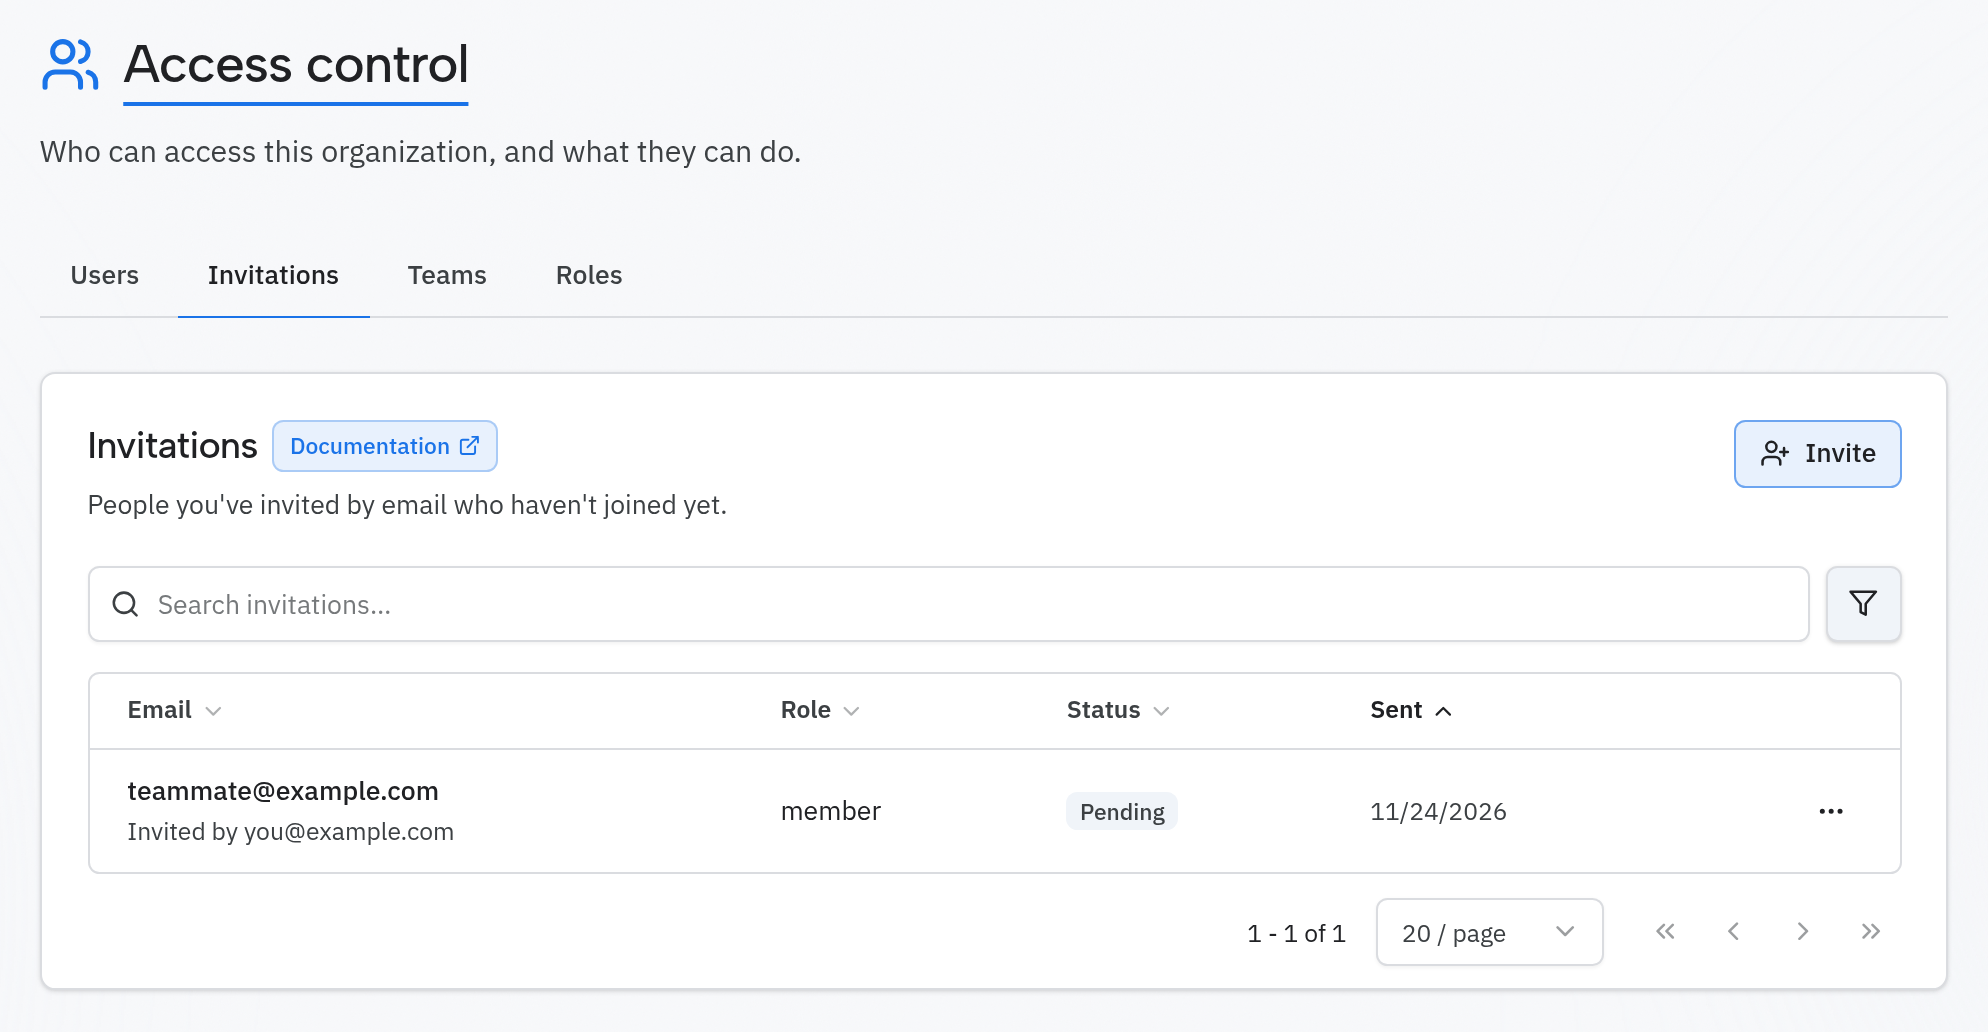 Access control
Who can access this organization, and what they can do.
Users Invitations Teams Roles
Invitations Documentation
Invite
People you've invited by email who haven't joined yet.
Search invitations...
Email Role Status Sent
teammate@example.com
Invited by you@example.com
member Pending 11/24/2026
1 - 1 of 1 20 / page